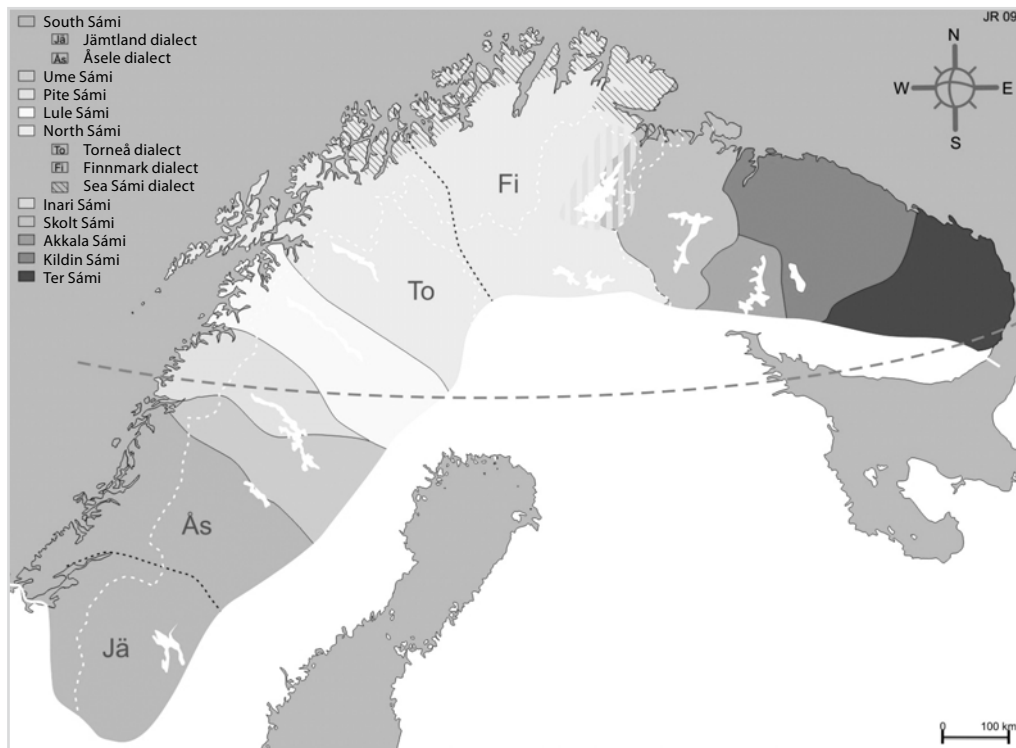 South Sámi
Jä Jämtland dialect
Ås Åsele dialect
Ume Sámi
Pite Sámi
Lule Sámi
North Sámi
To Torneå dialect
Fi Finnmark dialect
Sea Sámi dialect
Inari Sámi
Skolt Sámi
Akkala Sámi
Kildin Sámi
Ter Sámi
JR 09
N
W E
S
Fi
To
Ås
Jä
0 100 km